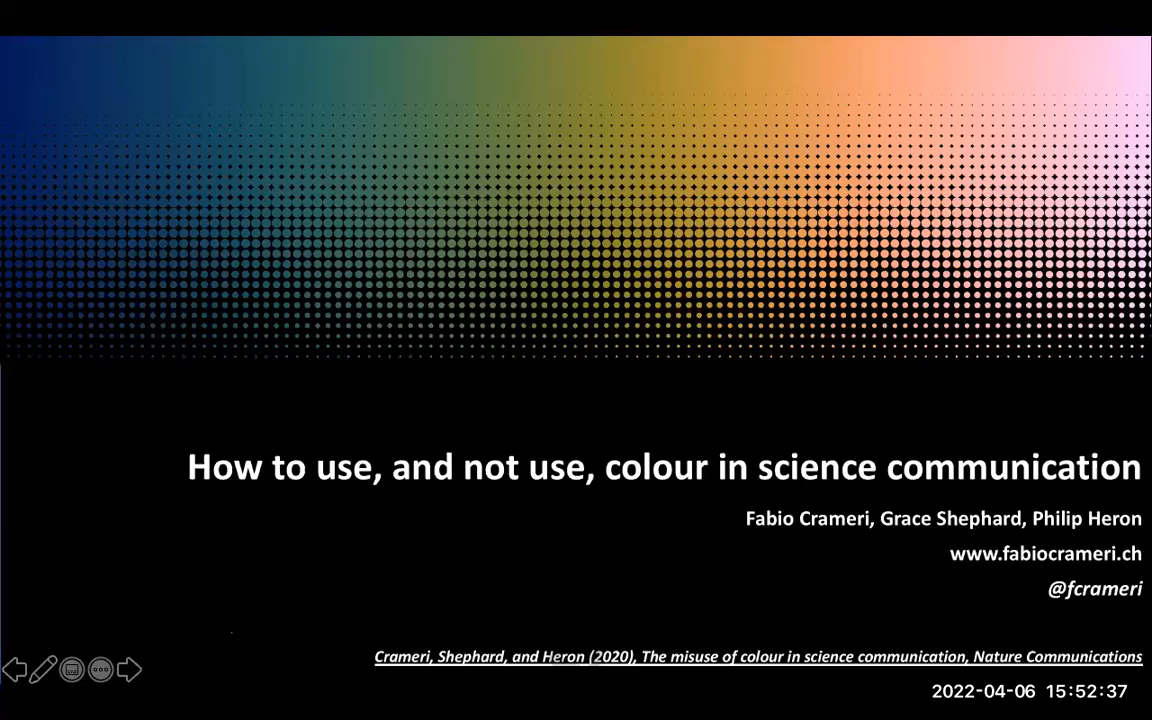 How to use, and not use, colour in science communication
Fabio Crameri, Grace Shephard, Philip Heron
www.fabiocrameri.ch
@fcrameri
Crameri, Shephard, and Heron (2020), The misuse of colour in science communication, Nature Communications
2022-04-06 15:52:37